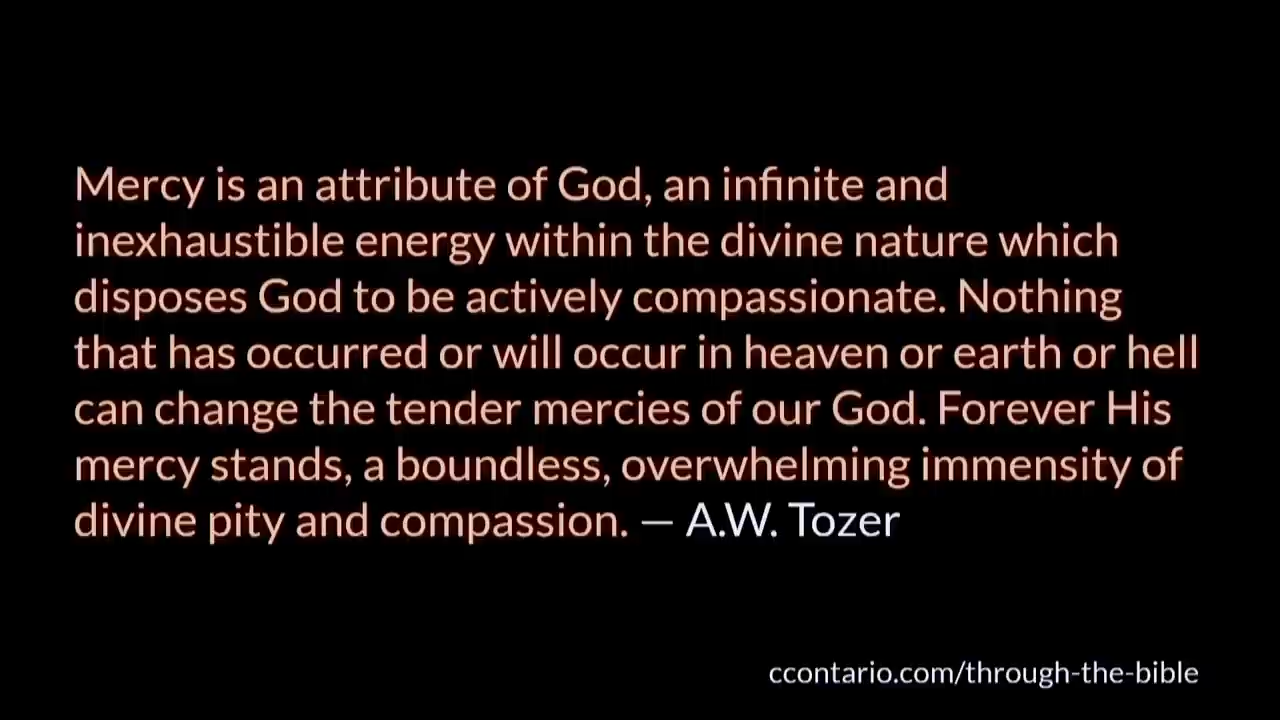 Mercy is an attribute of God, an infinite and
inexhaustible energy within the divine nature which
disposes God to be actively compassionate. Nothing
that has occurred or will occur in heaven or earth or hell
can change the tender mercies of our God. Forever His
mercy stands, a boundless, overwhelming immensity of
divine pity and compassion. — A.W. Tozer
ccontario.com/through-the-bible